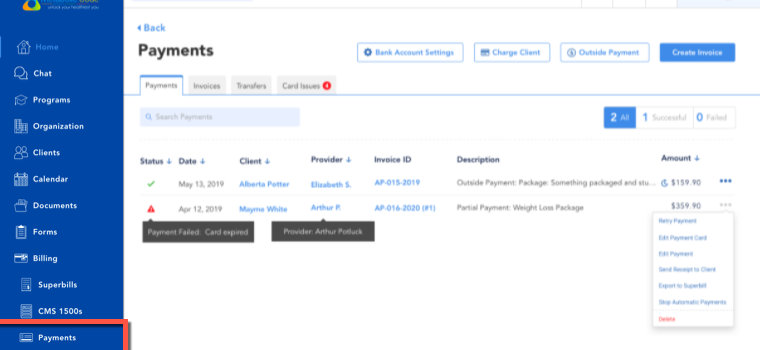 unlock your healthiest you
Home
Chat
Programs
Organization
Clients
Calendar
Documents
Forms
Billing
Superbills
CMS 1500s
Payments
Back
Payments
Bank Account Settings
Charge Client
Outside Payment
Create Invoice
Payments Invoices Transfers Card Issues 4
Search Payments
2 All 1 Successful 0 Failed
Status Date Client Provider Invoice ID Description Amount
May 13, 2019 Alberta Potter Elizabeth S. AP-015-2019 Outside Payment: Package: Something packaged and stu... $159.90
Apr 12, 2019 Mayme White Arthur P. AP-016-2020 (#1) Partial Payment: Weight Loss Package $359.90
Payment Failed: Card expired
Provider: Arthur Potluck
Retry Payment
Edit Payment Card
Edit Payment
Send Receipt to Client
Export to Superbill
Stop Automatic Payments
Delete